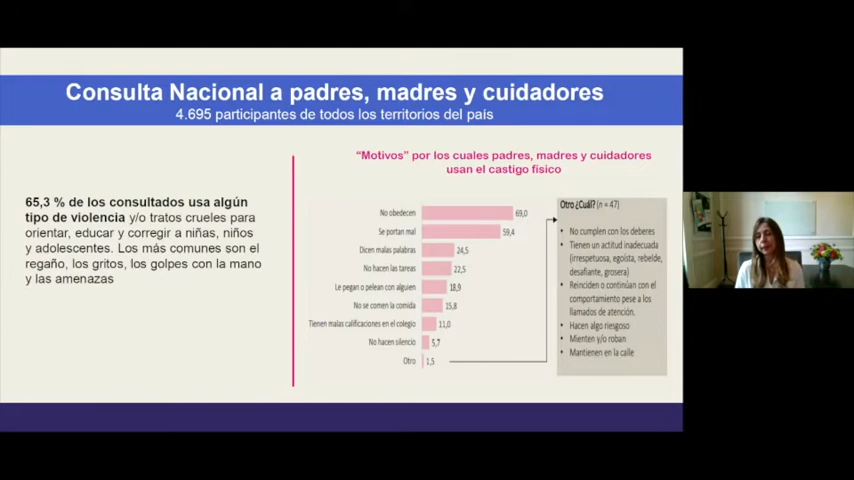 Consulta Nacional a padres, madres y cuidadores
4.695 participantes de todos los territorios del país
65,3 % de los consultados usa algún
tipo de violencia y/o tratos crueles para
orientar, educar y corregir a niñas, niños
y adolescentes. Los más comunes son el
regaño, los gritos, los golpes con la mano
y las amenazas
“Motivos” por los cuales padres, madres y cuidadores
usan el castigo físico
No obedecen 69,0
Se portan mal 59,4
Dicen malas palabras 24,5
No hacen las tareas 22,5
Le pegan o pelean con alguien 18,9
No se comen la comida 15,8
Tienen malas calificaciones en el colegio 11,0
No hacen silencio 5,7
Otro 1,5
Otro ¿Cuál? (n = 47)
• No cumplen con los deberes
• Tienen un actitud inadecuada
(irrespetuosa, egoísta, rebelde,
desafiante, grosera)
• Reinciden o continúan con el
comportamiento pese a los
llamados de atención.
• Hacen algo riesgoso
• Mienten y/o roban
• Mantienen en la calle